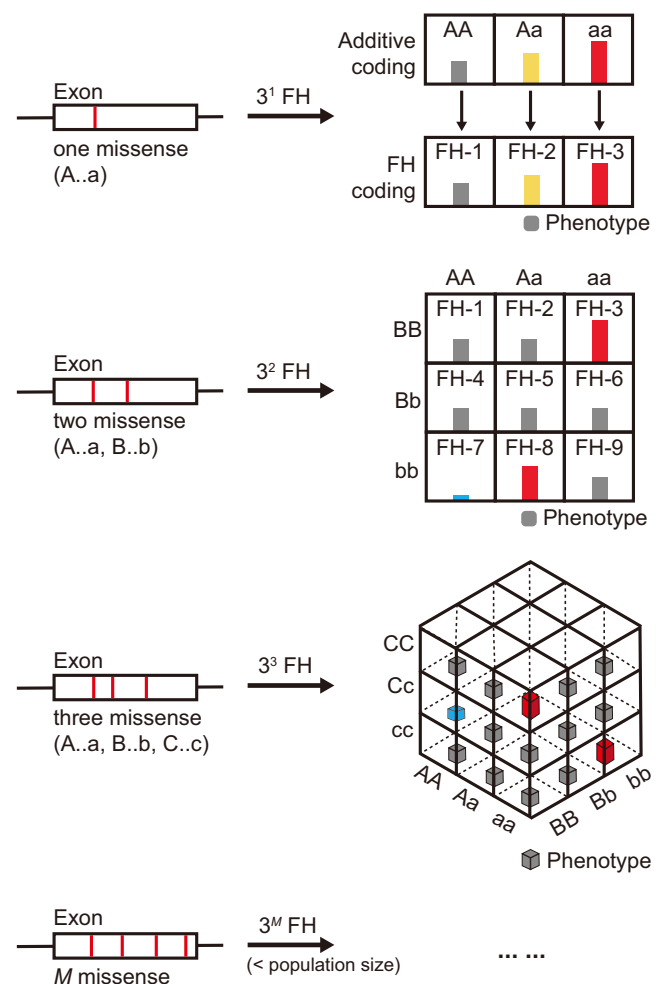 Additive coding
AA Aa aa
Exon
3¹ FH
one missense
(A..a)
FH coding
FH-1 FH-2 FH-3
Phenotype
AA Aa aa
BB
FH-1 FH-2 FH-3
Exon
3² FH
Bb
FH-4 FH-5 FH-6
two missense
(A..a, B..b)
bb
FH-7 FH-8 FH-9
Phenotype
CC
Exon
3³ FH
Cc
three missense
(A..a, B..b, C..c)
cc
AA Aa aa BB Bb bb
Phenotype
Exon
3ᴹ FH
(< population size)
... ...
M missense